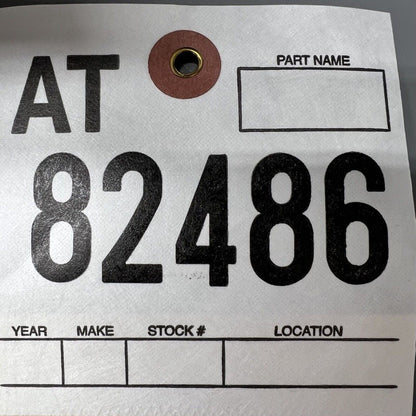 AT
PART NAME
82486
YEAR MAKE STOCK # LOCATION